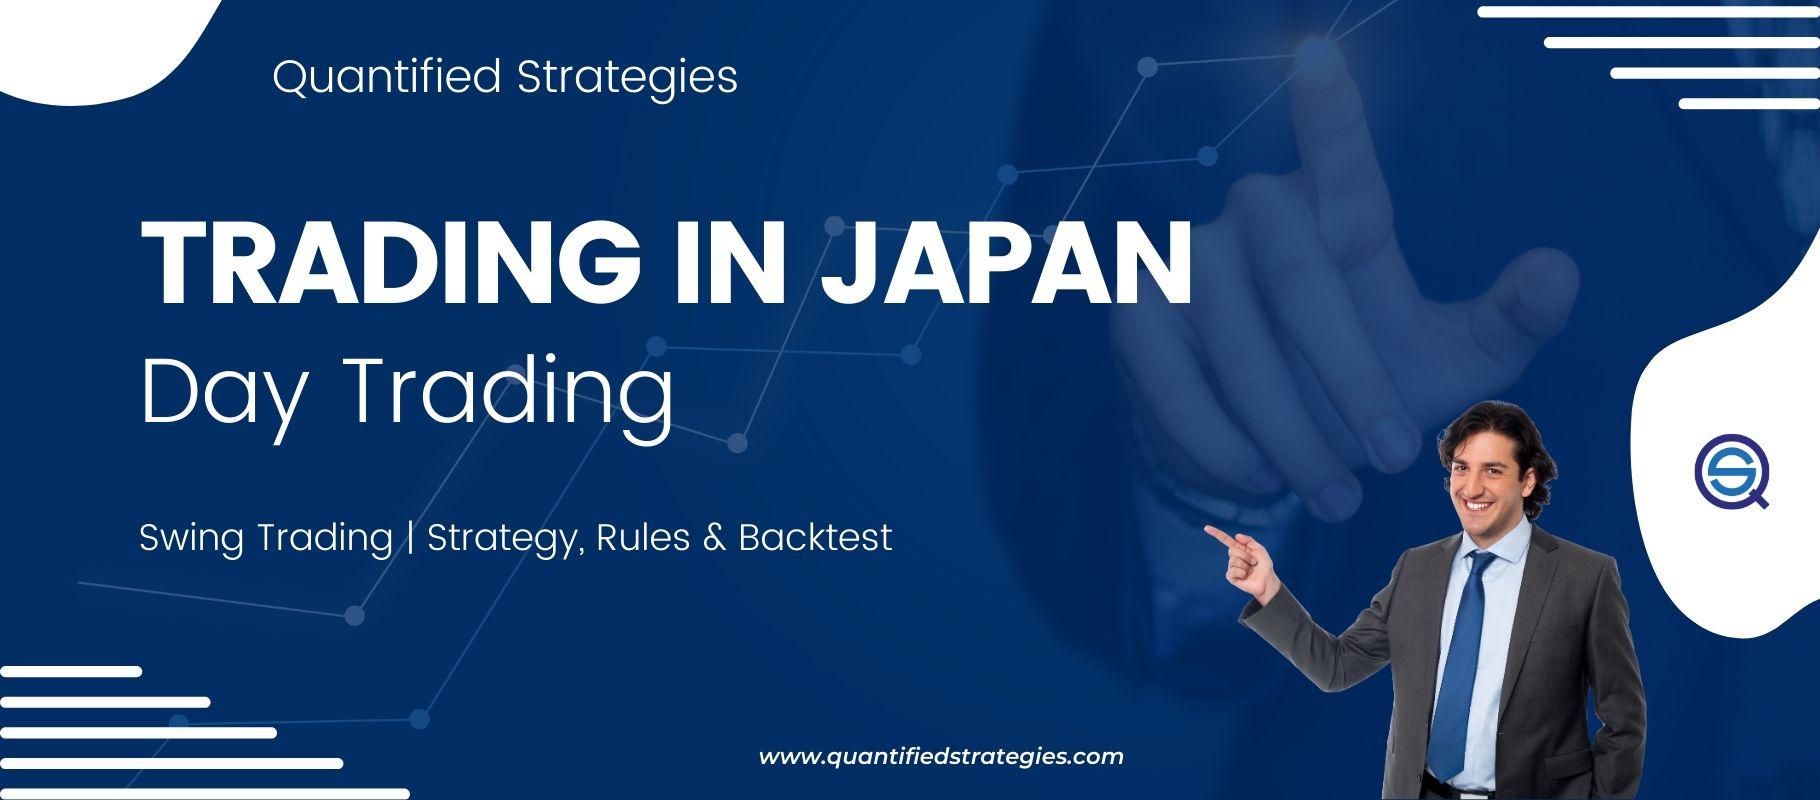 Quantified Strategies
TRADING IN JAPAN
Day Trading
Swing Trading | Strategy, Rules & Backtest
www.quantifiedstrategies.com